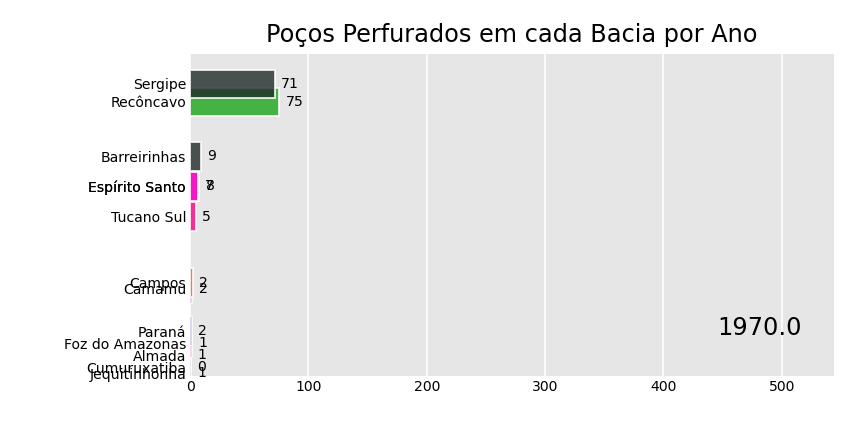 Poços Perfurados em cada Bacia por Ano
Sergipe 71
Recôncavo 75
Barreirinhas 9
Espírito Santo 8
Tucano Sul 5
Campos 2
Camamu 2
Paraná 2
Foz do Amazonas 1
Almada 1
Cumuruxatiba 0
Jequitinhonha 1
1970.0
0 100 200 300 400 500